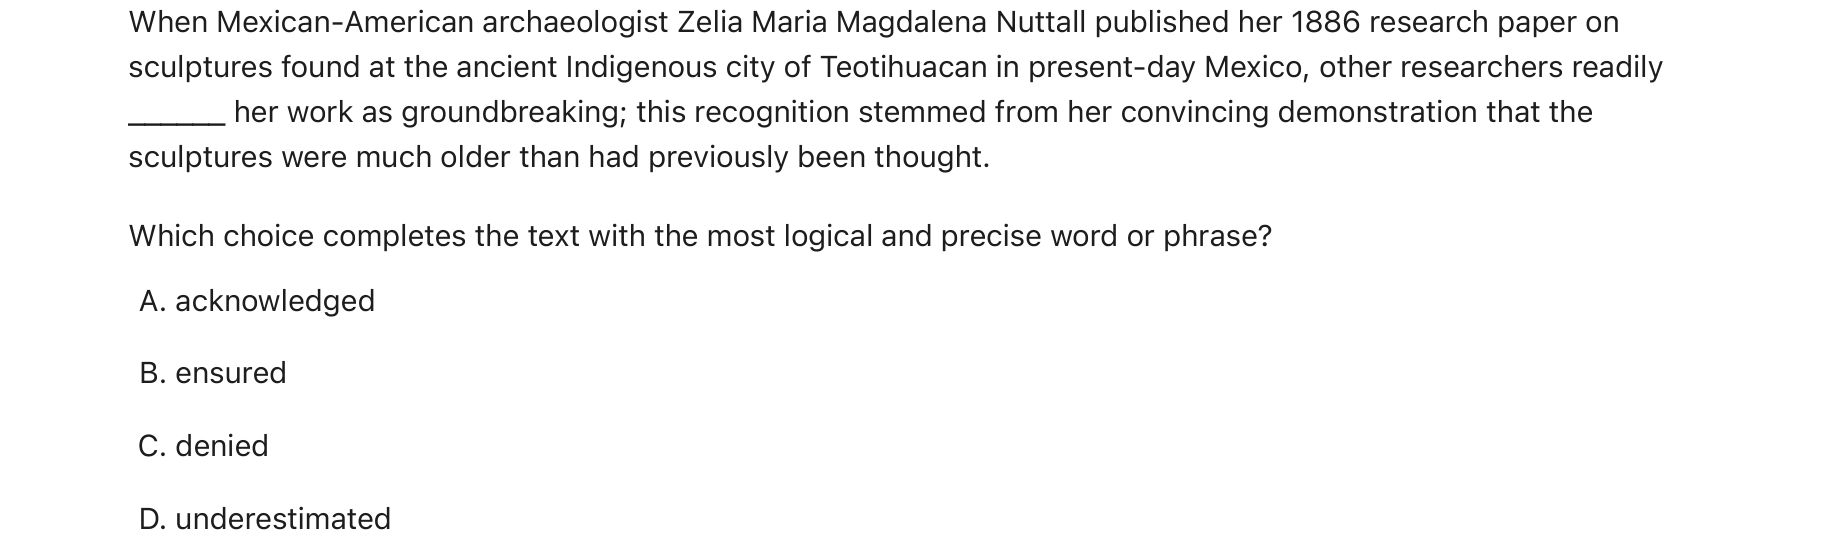 When Mexican-American archaeologist Zelia Maria Magdalena Nuttall published her 1886 research paper on
sculptures found at the ancient Indigenous city of Teotihuacan in present-day Mexico, other researchers readily
______ her work as groundbreaking; this recognition stemmed from her convincing demonstration that the
sculptures were much older than had previously been thought.
Which choice completes the text with the most logical and precise word or phrase?
A. acknowledged
B. ensured
C. denied
D. underestimated